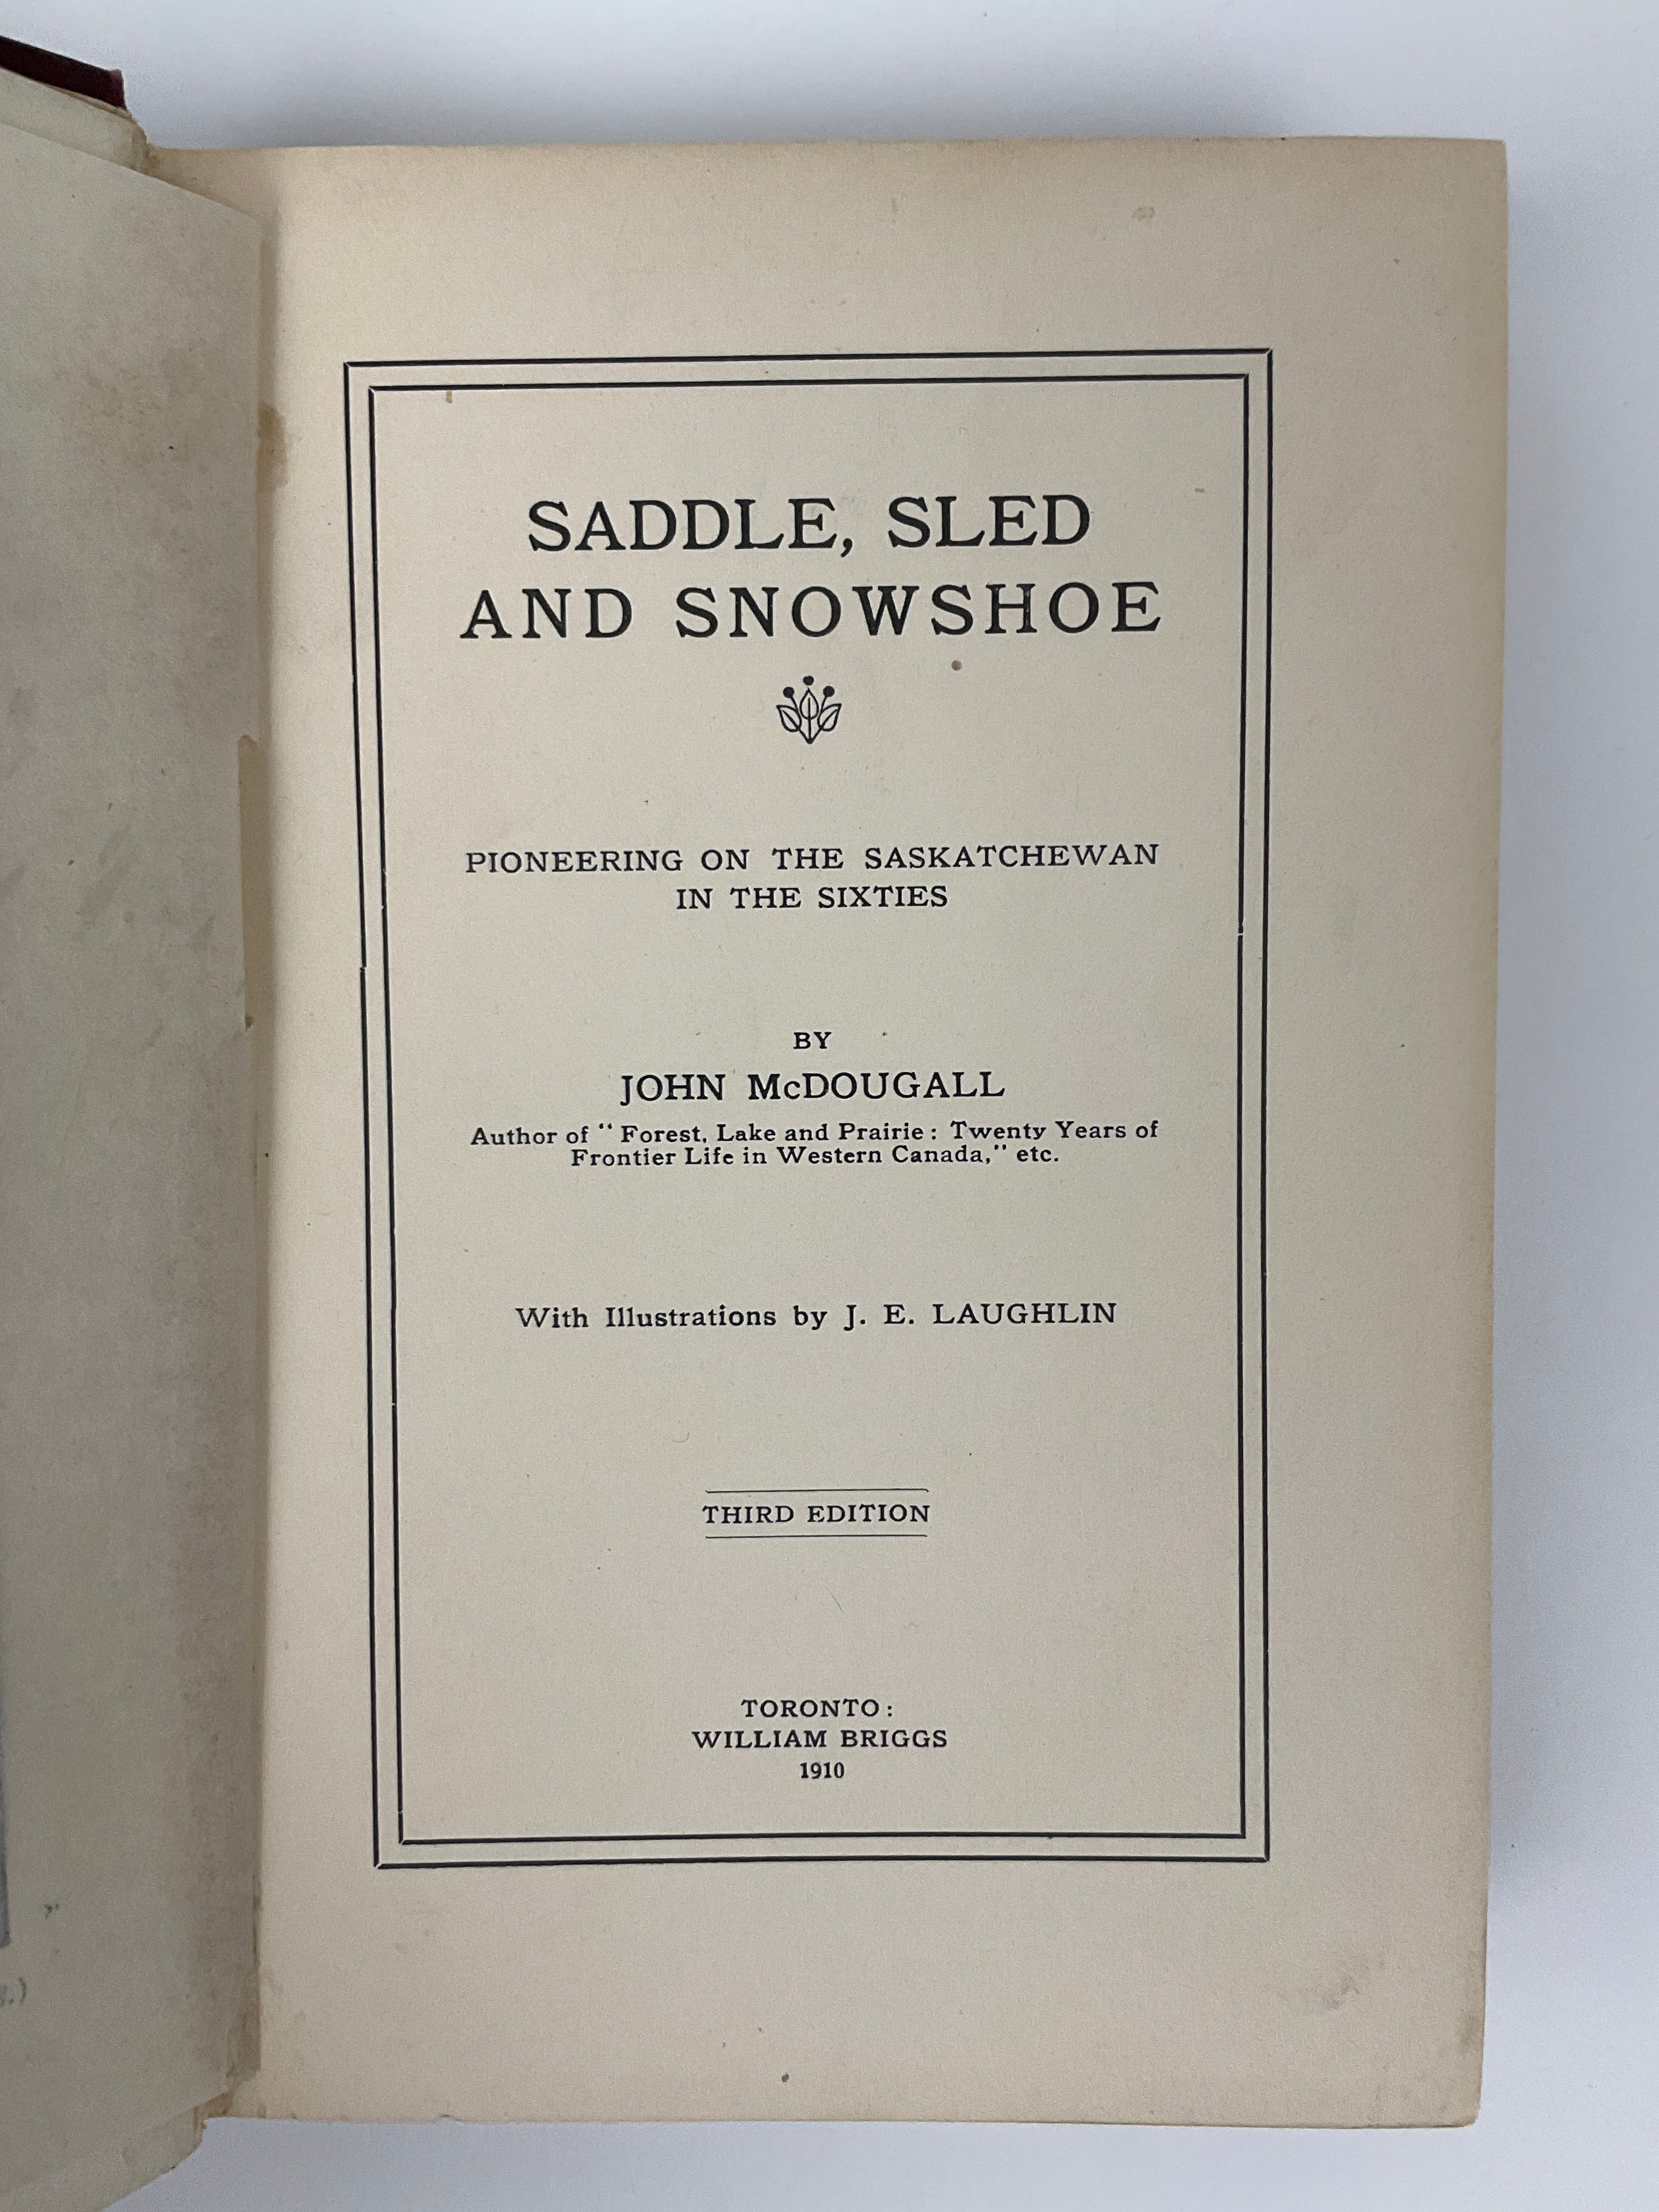 SADDLE, SLED
AND SNOWSHOE
PIONEERING ON THE SASKATCHEWAN
IN THE SIXTIES
BY
JOHN McDOUGALL
Author of “ Forest, Lake and Prairie : Twenty Years of
Frontier Life in Western Canada,” etc.
With Illustrations by J. E. LAUGHLIN
THIRD EDITION
TORONTO :
WILLIAM BRIGGS
1910